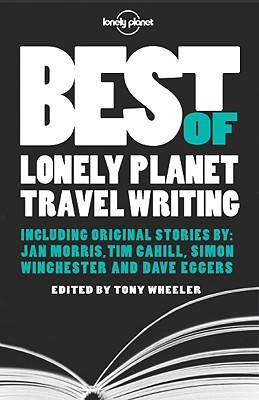 lonely planet
BEST
OF
LONELY PLANET
TRAVEL WRITING
INCLUDING ORIGINAL STORIES BY:
JAN MORRIS, TIM CAHILL, SIMON
WINCHESTER AND DAVE EGGERS
EDITED BY TONY WHEELER